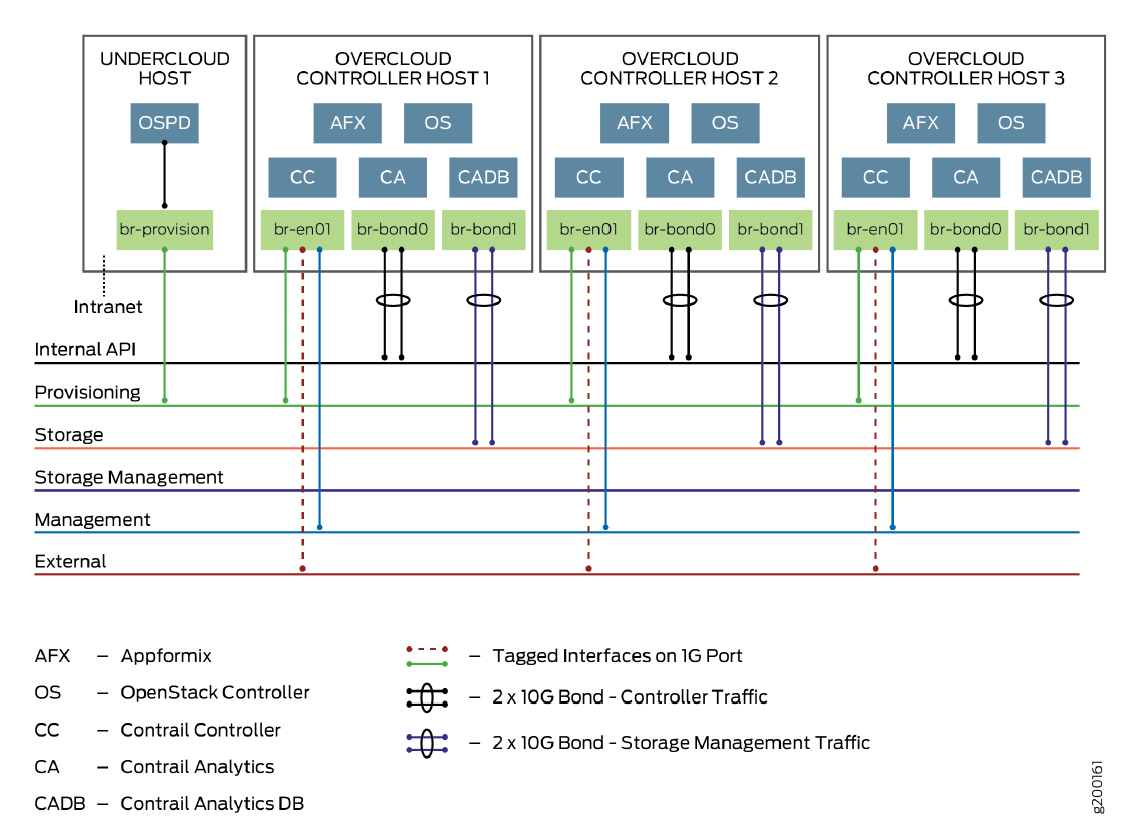 UNDERCLOUD
HOST
OSPD
br-provision
OVERCLOUD
CONTROLLER HOST 1
AFX OS
CC CA CADB
br-en01 br-bond0 br-bond1
OVERCLOUD
CONTROLLER HOST 2
AFX OS
CC CA CADB
br-en01 br-bond0 br-bond1
OVERCLOUD
CONTROLLER HOST 3
AFX OS
CC CA CADB
br-en01 br-bond0 br-bond1
Intranet
Internal API
Provisioning
Storage
Storage Management
Management
External
AFX – Appformix
OS – OpenStack Controller
CC – Contrail Controller
CA – Contrail Analytics
CADB – Contrail Analytics DB
– Tagged Interfaces on 1G Port
– 2 x 10G Bond - Controller Traffic
– 2 x 10G Bond - Storage Management Traffic
g200161